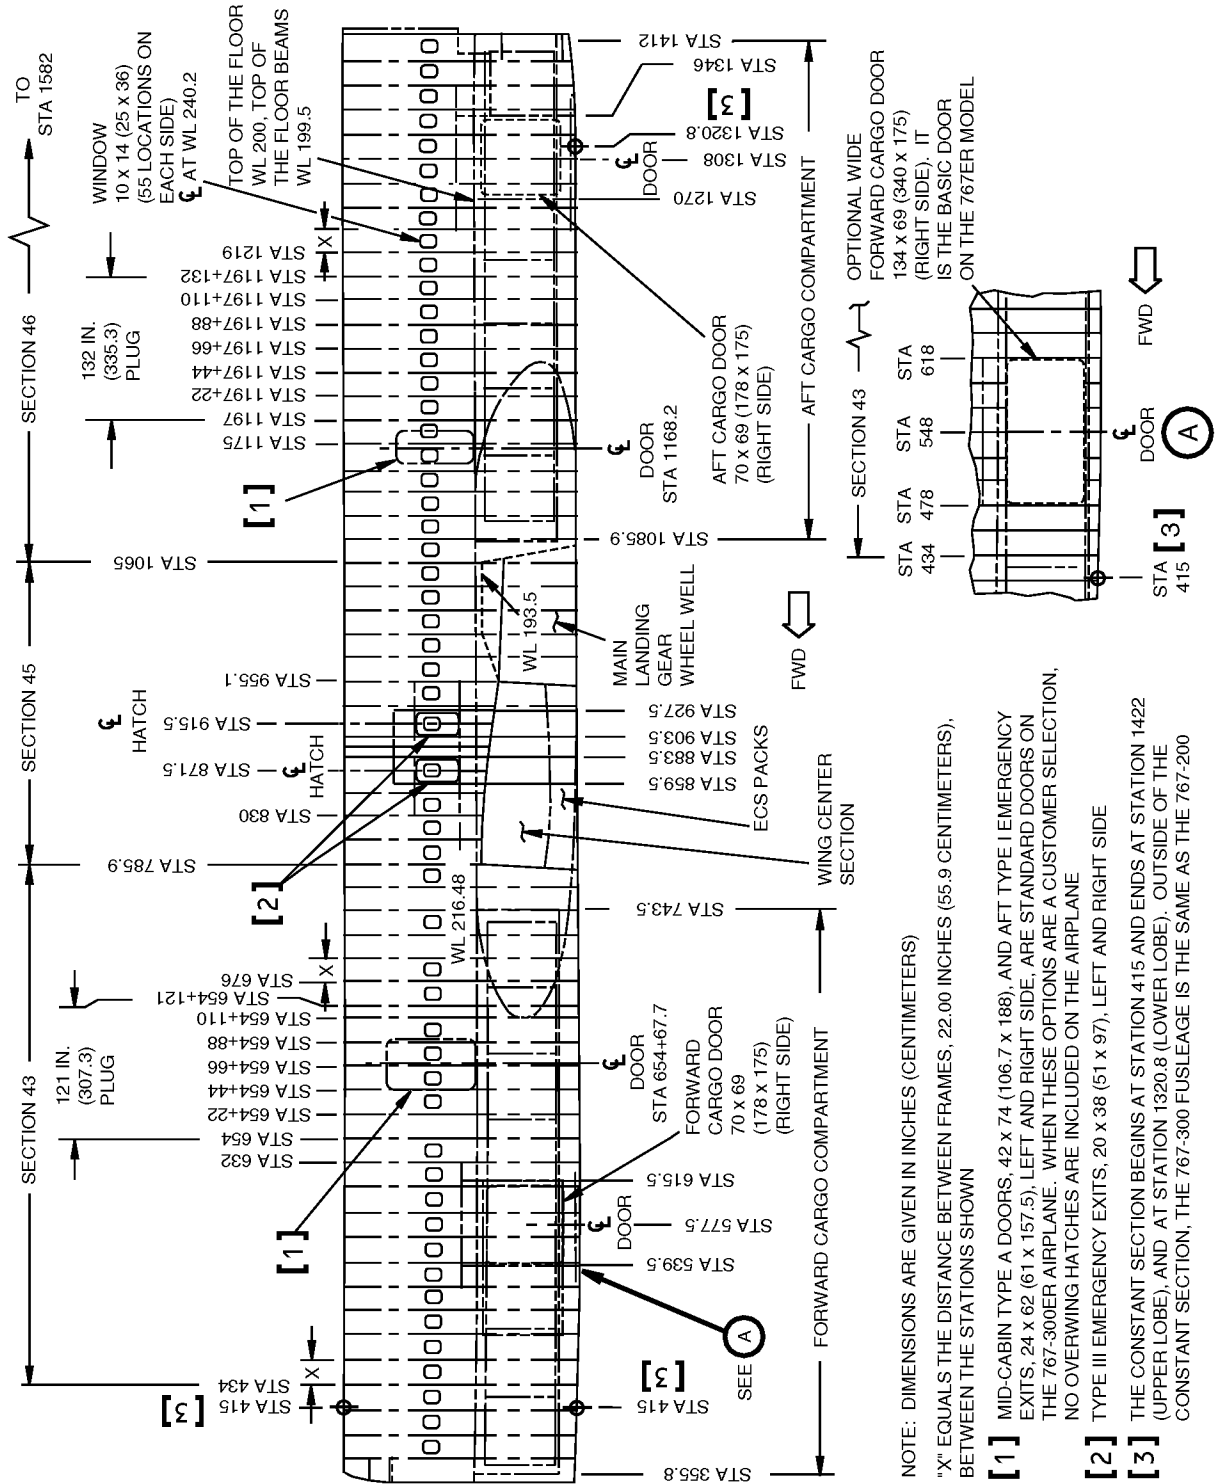 SECTION 43
SECTION 45
SECTION 46
TO
STA 1582
121 IN.
(307.3)
PLUG
132 IN.
(335.3)
PLUG
HATCH
HATCH
WINDOW
10 x 14 (25 x 36)
(55 LOCATIONS ON
EACH SIDE)
℄ AT WL 240.2
TOP OF THE FLOOR
WL 200, TOP OF
THE FLOOR BEAMS
WL 199.5
[3]
STA 415
STA 434
X
[1]
STA 632
STA 654
STA 654+22
STA 654+44
STA 654+66
STA 654+88
STA 654+110
STA 654+121
STA 676
X
[2]
STA 785.9
STA 830
STA 871.5
℄
STA 915.5
℄
STA 955.1
STA 1065
[1]
STA 1175
STA 1197
STA 1197+22
STA 1197+44
STA 1197+66
STA 1197+88
STA 1197+110
STA 1197+132
STA 1219
X
WL 216.48
WL 193.5
STA 355.8
STA 415
[3]
SEE
A
STA 539.5
STA 577.5
℄
DOOR
STA 615.5
FORWARD
CARGO DOOR
70 x 69
(178 x 175)
(RIGHT SIDE)
℄
DOOR
STA 654+67.7
STA 743.5
STA 859.5
STA 883.5
STA 903.5
STA 927.5
ECS PACKS
WING CENTER
SECTION
MAIN
LANDING
GEAR
WHEEL WELL
STA 1085.9
℄
DOOR
STA 1168.2
AFT CARGO DOOR
70 x 69 (178 x 175)
(RIGHT SIDE)
STA 1270
℄
DOOR
STA 1308
STA 1320.8
[3]
STA 1346
STA 1412
FORWARD CARGO COMPARTMENT
AFT CARGO COMPARTMENT
FWD
SECTION 43
STA
434
STA
478
STA
548
STA
618
OPTIONAL WIDE
FORWARD CARGO DOOR
134 x 69 (340 x 175)
(RIGHT SIDE). IT
IS THE BASIC DOOR
ON THE 767ER MODEL
STA [3]
415
℄
DOOR
A
FWD
NOTE: DIMENSIONS ARE GIVEN IN INCHES (CENTIMETERS)
"X" EQUALS THE DISTANCE BETWEEN FRAMES, 22.00 INCHES (55.9 CENTIMETERS),
BETWEEN THE STATIONS SHOWN
[1] MID-CABIN TYPE A DOORS, 42 x 74 (106.7 x 188), AND AFT TYPE I EMERGENCY
EXITS, 24 x 62 (61 x 157.5), LEFT AND RIGHT SIDE, ARE STANDARD DOORS ON
THE 767-300ER AIRPLANE. WHEN THESE OPTIONS ARE A CUSTOMER SELECTION,
NO OVERWING HATCHES ARE INCLUDED ON THE AIRPLANE
[2] TYPE III EMERGENCY EXITS, 20 x 38 (51 x 97), LEFT AND RIGHT SIDE
[3] THE CONSTANT SECTION BEGINS AT STATION 415 AND ENDS AT STATION 1422
(UPPER LOBE), AND AT STATION 1320.8 (LOWER LOBE). OUTSIDE OF THE
CONSTANT SECTION, THE 767-300 FUSLEAGE IS THE SAME AS THE 767-200